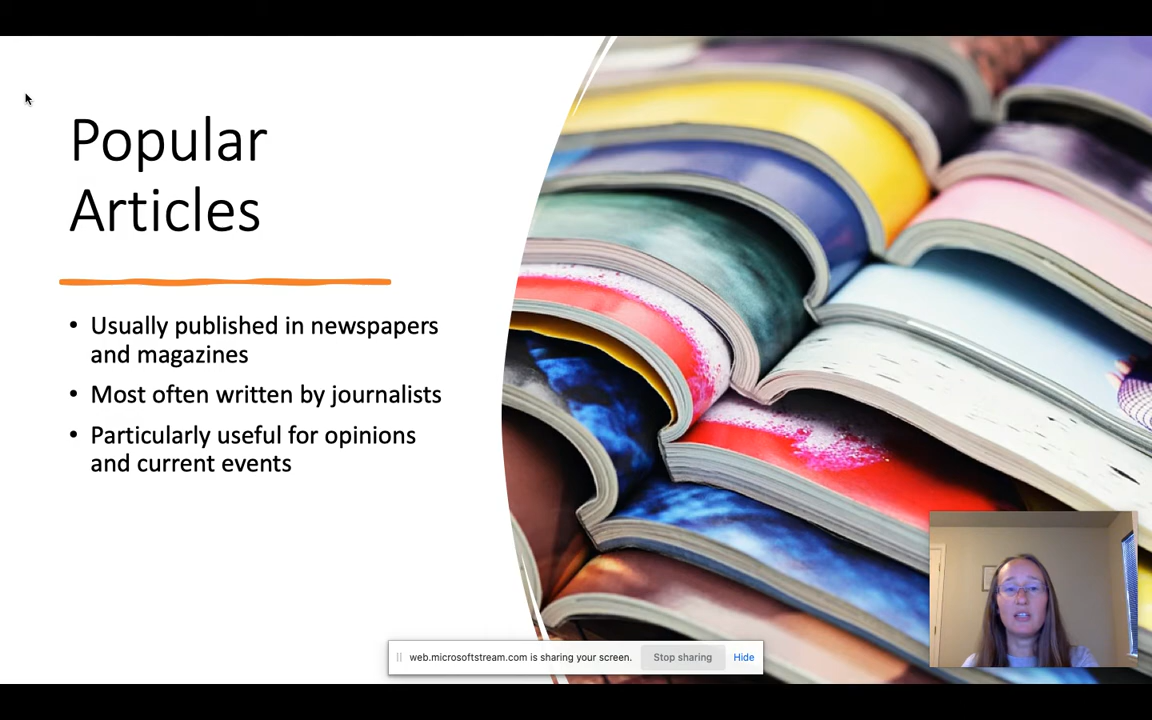 Popular
Articles
• Usually published in newspapers
and magazines
• Most often written by journalists
• Particularly useful for opinions
and current events
web.microsoftstream.com is sharing your screen. Stop sharing Hide